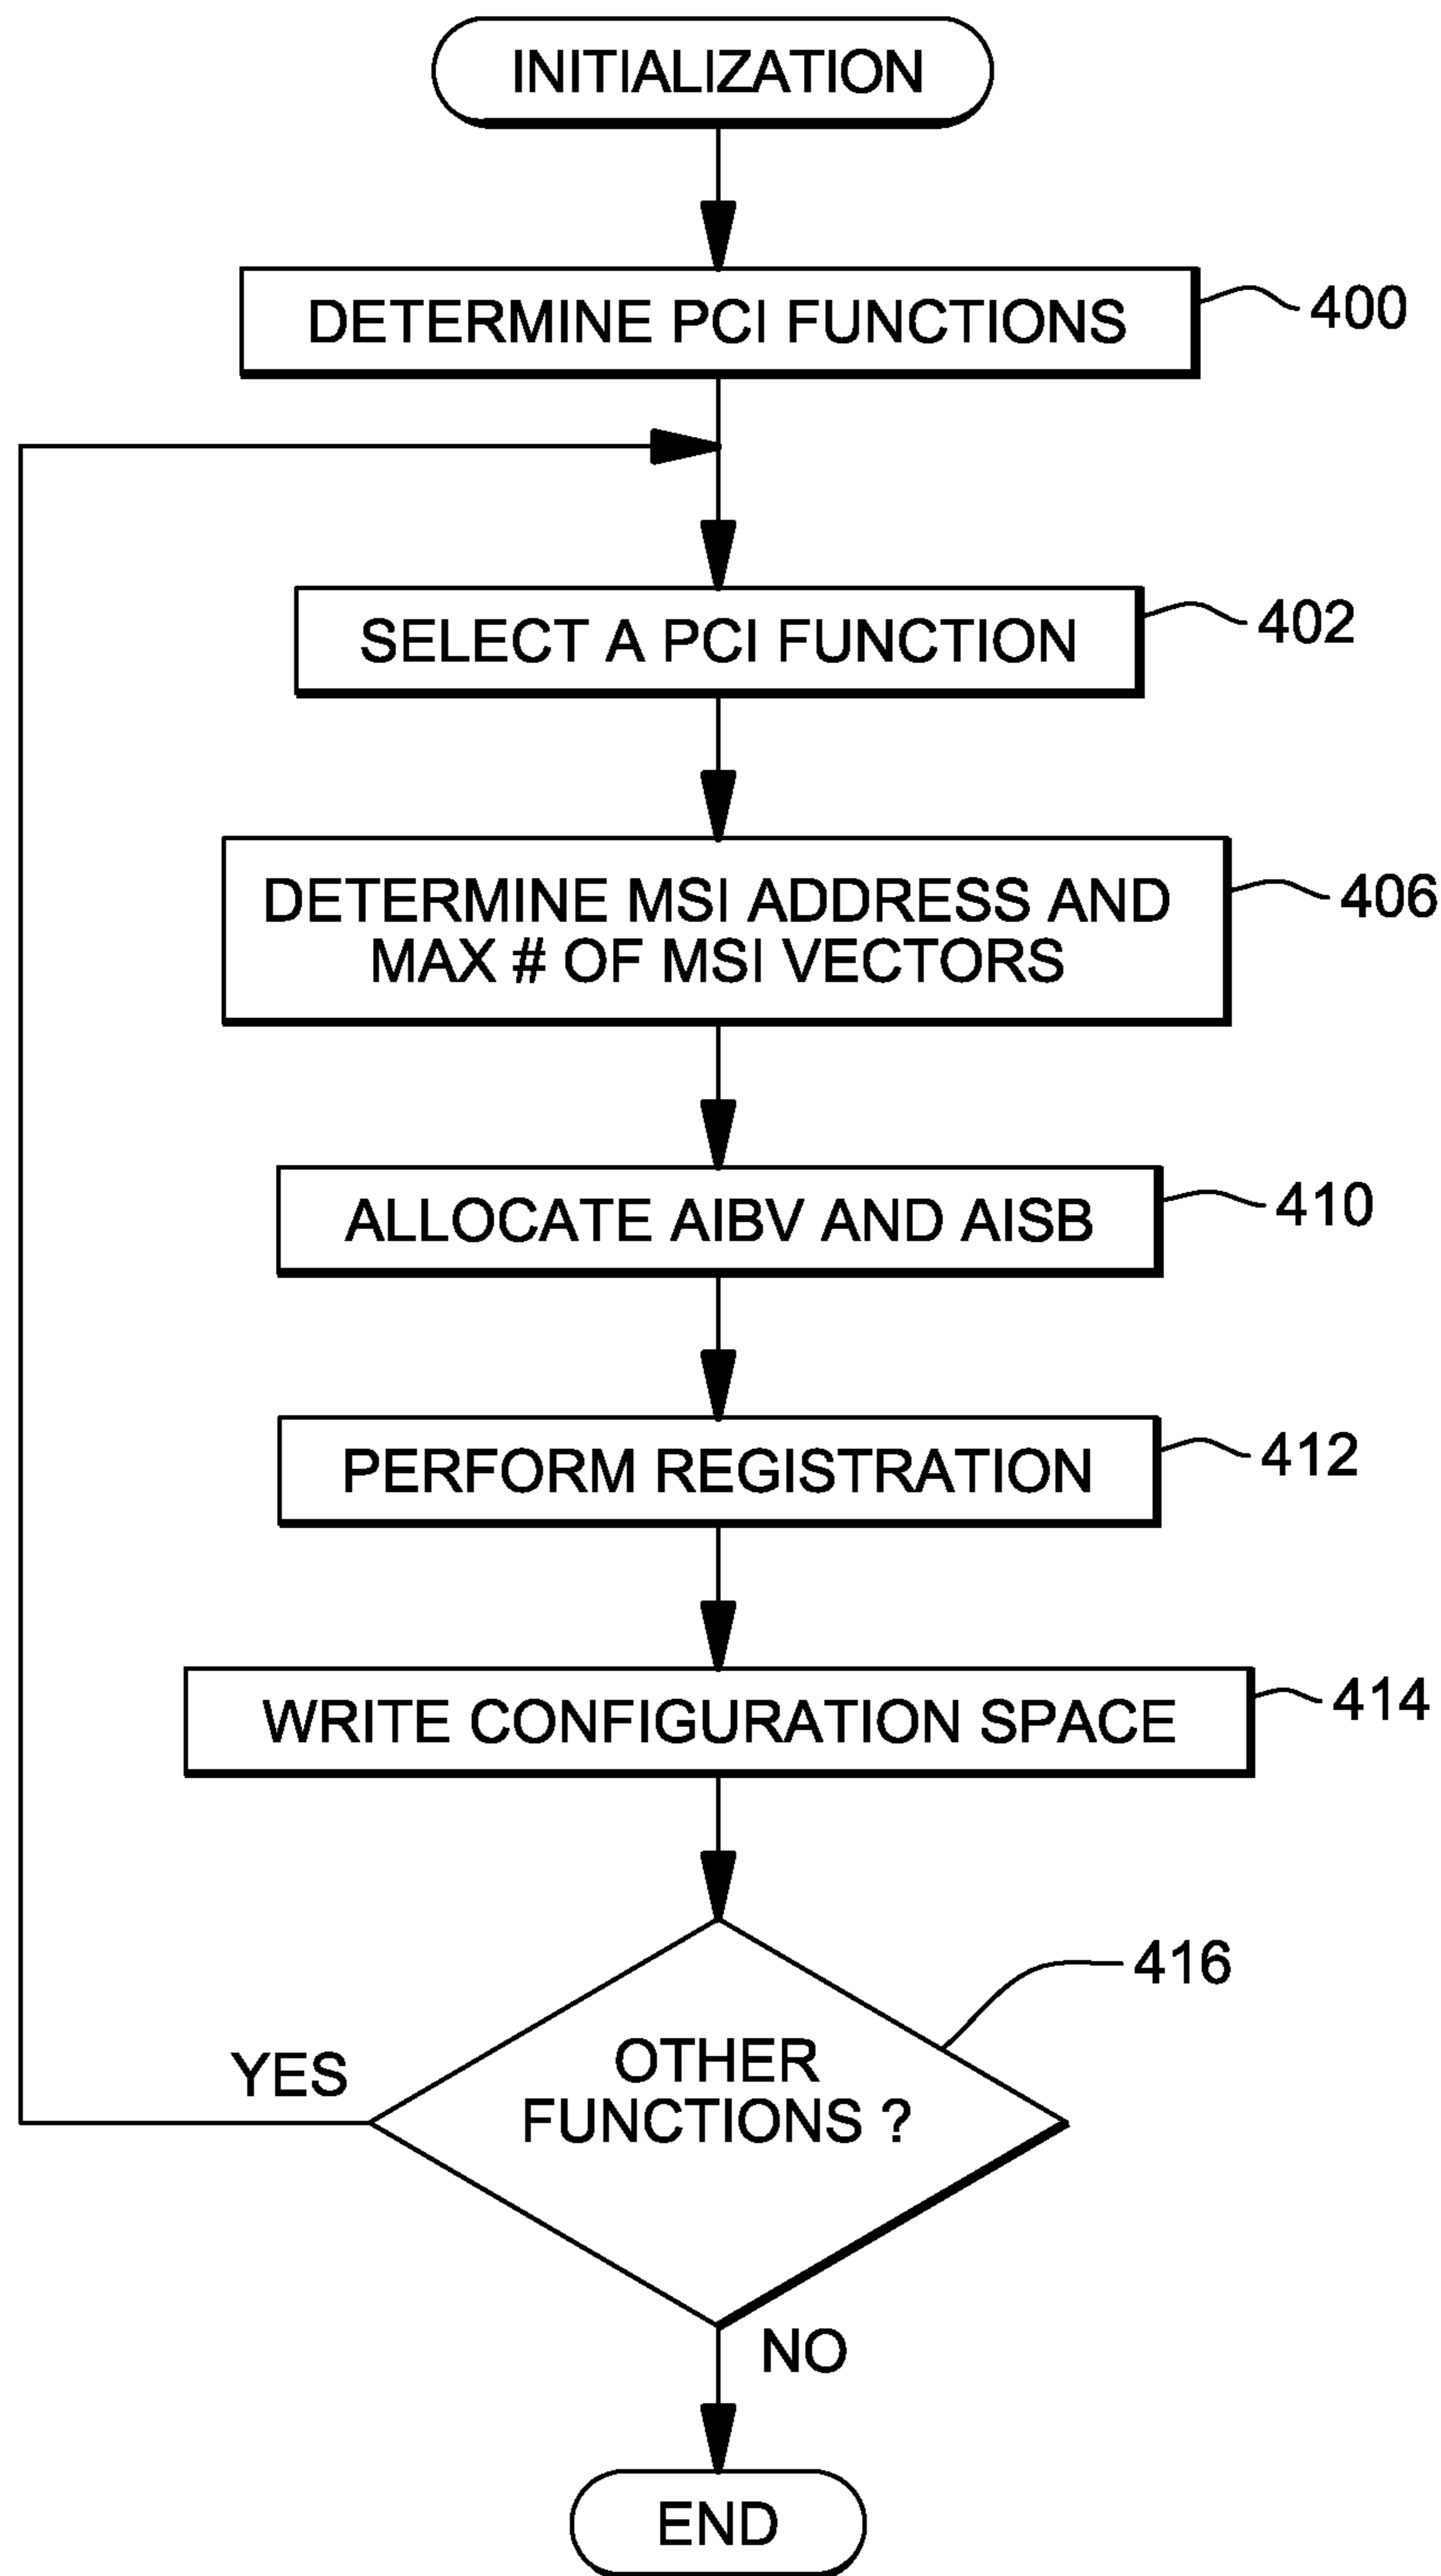 INITIALIZATION
DETERMINE PCI FUNCTIONS
400
SELECT A PCI FUNCTION
402
DETERMINE MSI ADDRESS AND
MAX # OF MSI VECTORS
406
ALLOCATE AIBV AND AISB
410
PERFORM REGISTRATION
412
WRITE CONFIGURATION SPACE
414
416
OTHER
FUNCTIONS ?
YES
NO
END